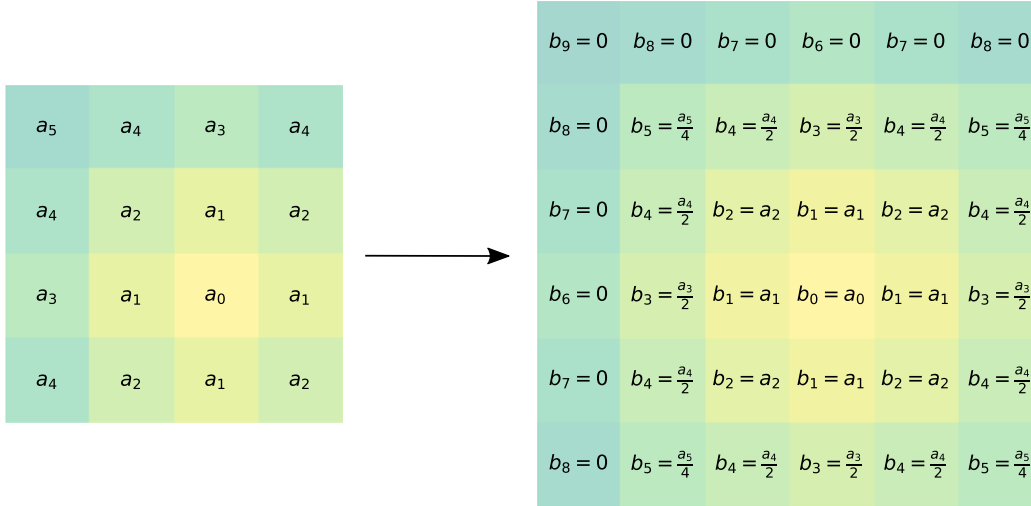 a₅ a₄ a₃ a₄
a₄ a₂ a₁ a₂
a₃ a₁ a₀ a₁
a₄ a₂ a₁ a₂
b₉ = 0 b₈ = 0 b₇ = 0 b₆ = 0 b₇ = 0 b₈ = 0
b₈ = 0 b₅ = a₅/4 b₄ = a₄/2 b₃ = a₃/2 b₄ = a₄/2 b₅ = a₅/4
b₇ = 0 b₄ = a₄/2 b₂ = a₂ b₁ = a₁ b₂ = a₂ b₄ = a₄/2
b₆ = 0 b₃ = a₃/2 b₁ = a₁ b₀ = a₀ b₁ = a₁ b₃ = a₃/2
b₇ = 0 b₄ = a₄/2 b₂ = a₂ b₁ = a₁ b₂ = a₂ b₄ = a₄/2
b₈ = 0 b₅ = a₅/4 b₄ = a₄/2 b₃ = a₃/2 b₄ = a₄/2 b₅ = a₅/4